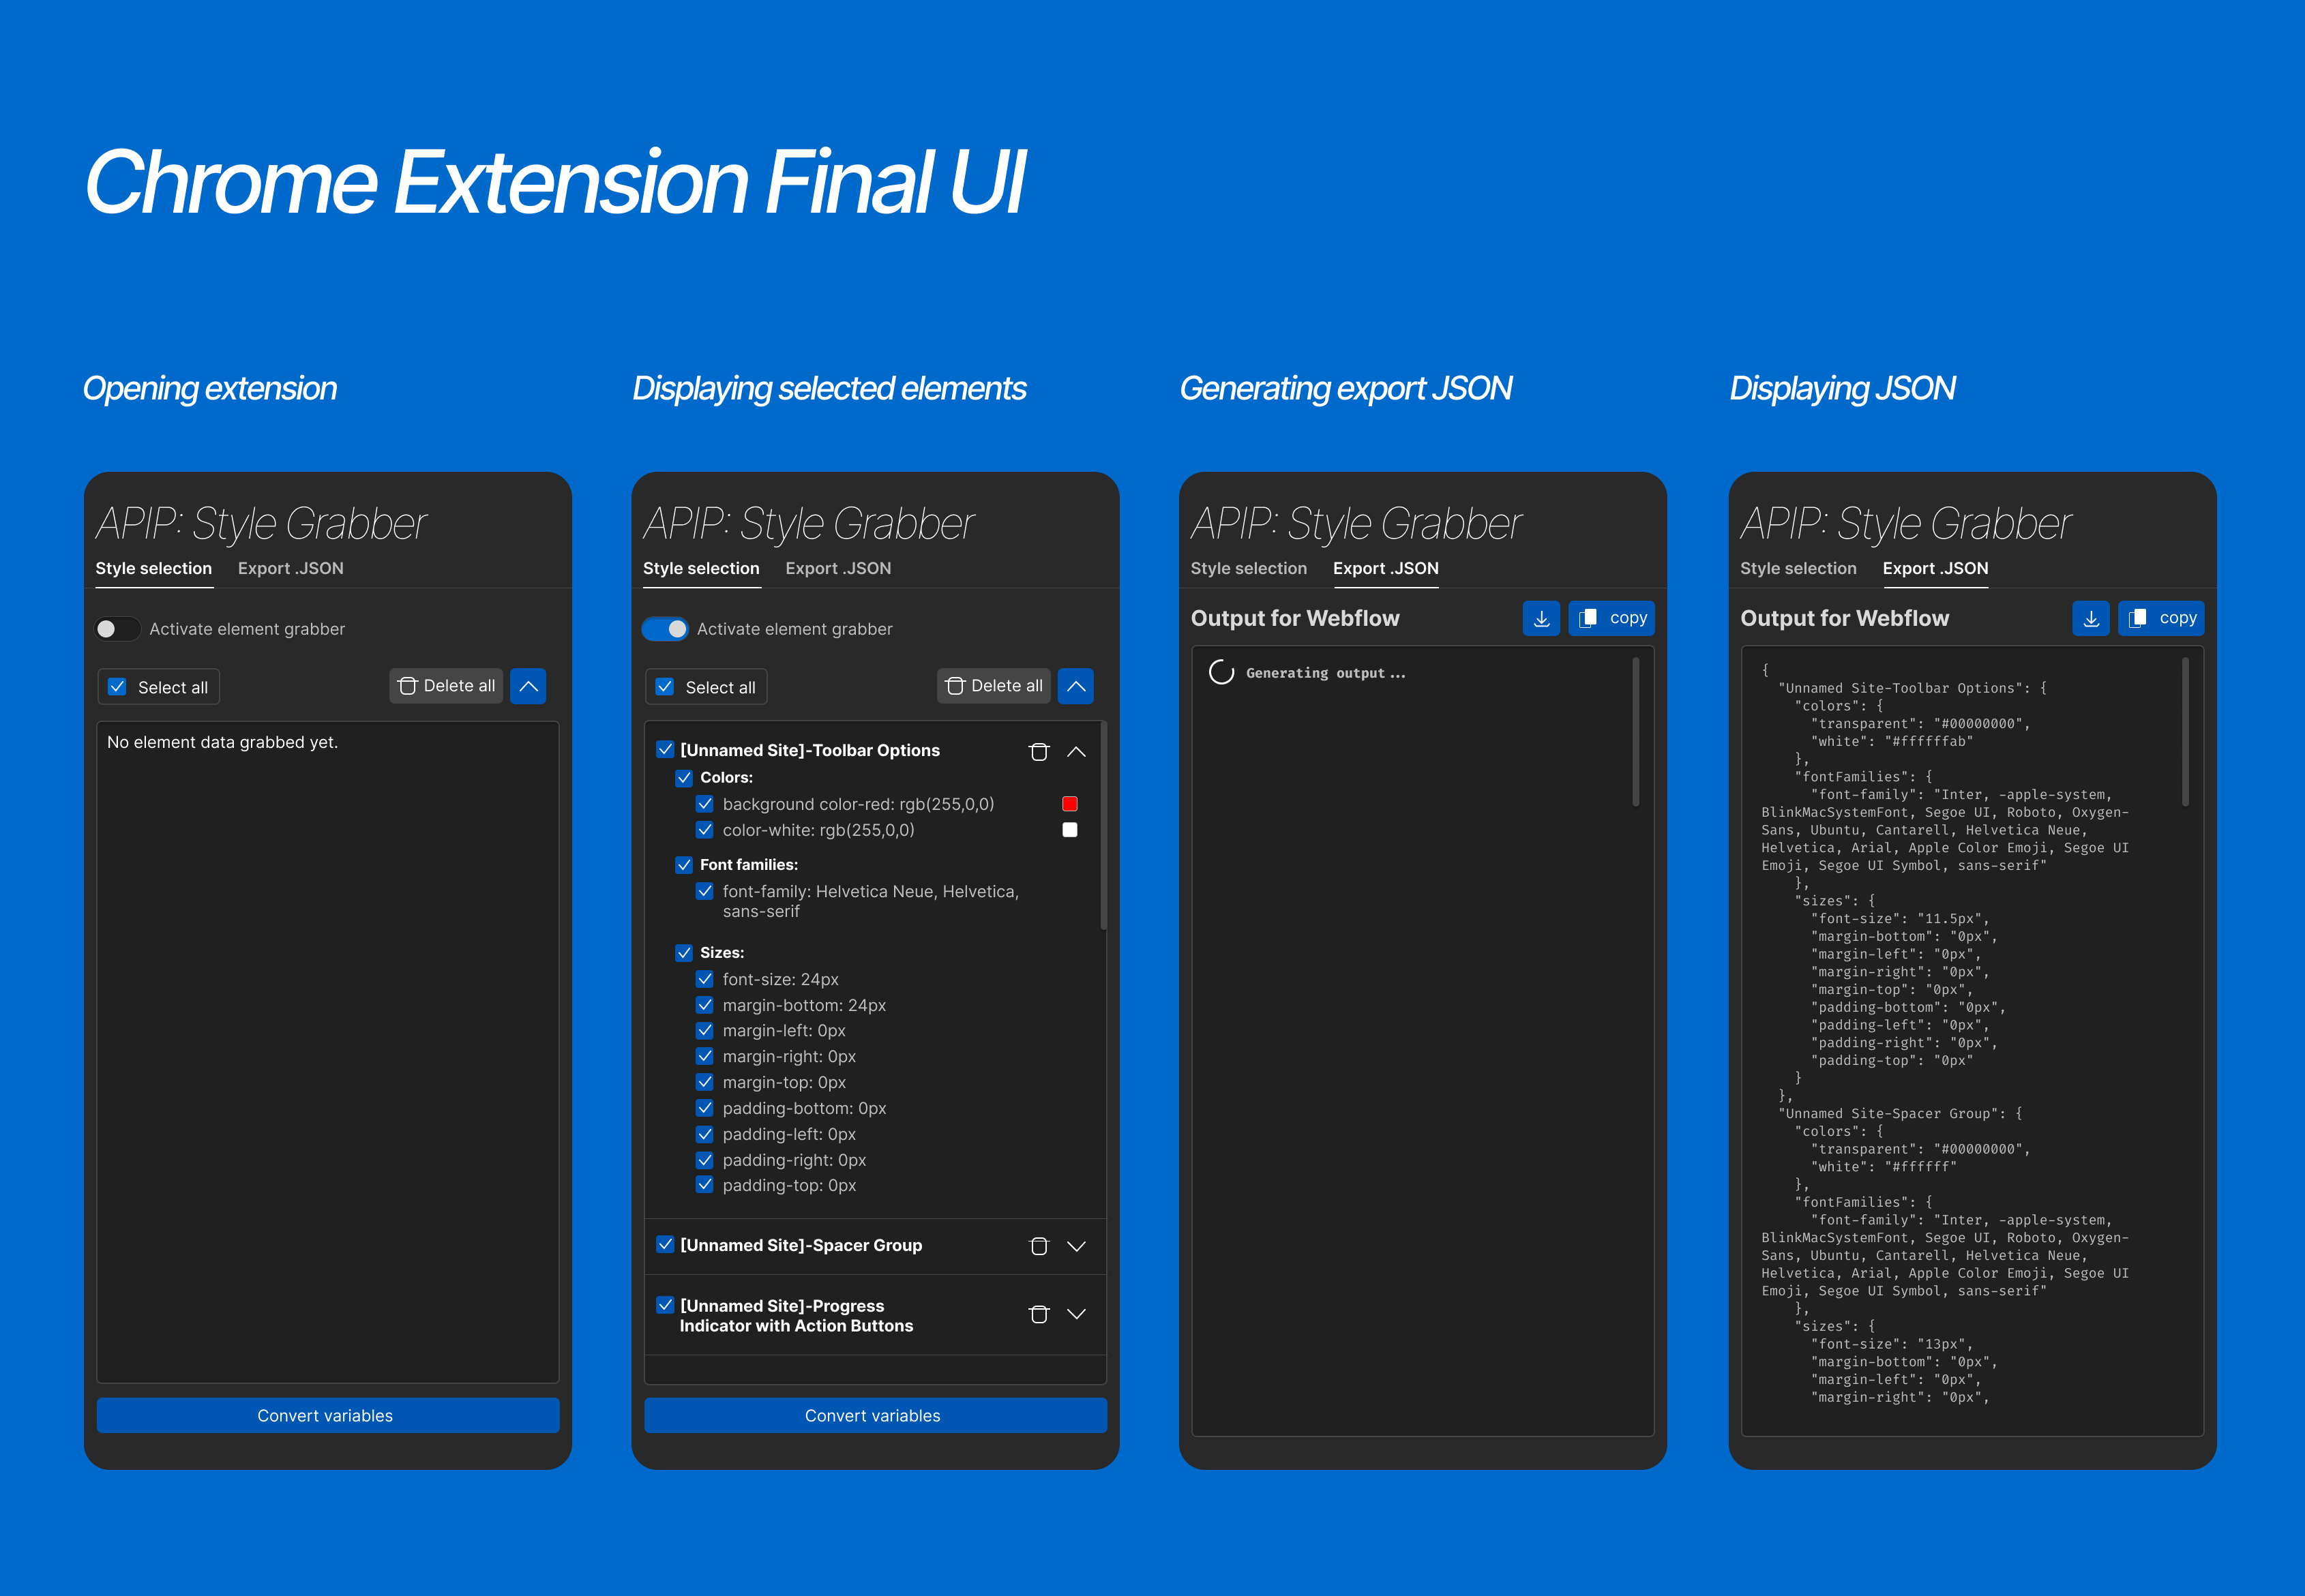 Chrome Extension Final UI
Opening extension
APIP: Style Grabber
Style selection
Export .JSON
Activate element grabber
Select all
Delete all
No element data grabbed yet.
Convert variables
Displaying selected elements
APIP: Style Grabber
Style selection
Export .JSON
Activate element grabber
Select all
Delete all
[Unnamed Site]-Toolbar Options
Colors:
background color-red: rgb(255,0,0)
color-white: rgb(255,0,0)
Font families:
font-family: Helvetica Neue, Helvetica,
sans-serif
Sizes:
font-size: 24px
margin-bottom: 24px
margin-left: 0px
margin-right: 0px
margin-top: 0px
padding-bottom: 0px
padding-left: 0px
padding-right: 0px
padding-top: 0px
[Unnamed Site]-Spacer Group
[Unnamed Site]-Progress
Indicator with Action Buttons
Convert variables
Generating export JSON
APIP: Style Grabber
Style selection
Export .JSON
Output for Webflow
copy
Generating output...
Displaying JSON
APIP: Style Grabber
Style selection
Export .JSON
Output for Webflow
copy
{
"Unnamed Site-Toolbar Options": {
"colors": {
"transparent": "#00000000",
"white": "#ffffffab"
},
"fontFamilies": {
"font-family": "Inter, -apple-system,
BlinkMacSystemFont, Segoe UI, Roboto, Oxygen-
Sans, Ubuntu, Cantarell, Helvetica Neue,
Helvetica, Arial, Apple Color Emoji, Segoe UI
Emoji, Segoe UI Symbol, sans-serif"
},
"sizes": {
"font-size": "11.5px",
"margin-bottom": "0px",
"margin-left": "0px",
"margin-right": "0px",
"margin-top": "0px",
"padding-bottom": "0px",
"padding-left": "0px",
"padding-right": "0px",
"padding-top": "0px"
}
},
"Unnamed Site-Spacer Group": {
"colors": {
"transparent": "#00000000",
"white": "#ffffff"
},
"fontFamilies": {
"font-family": "Inter, -apple-system,
BlinkMacSystemFont, Segoe UI, Roboto, Oxygen-
Sans, Ubuntu, Cantarell, Helvetica Neue,
Helvetica, Arial, Apple Color Emoji, Segoe UI
Emoji, Segoe UI Symbol, sans-serif"
},
"sizes": {
"font-size": "13px",
"margin-bottom": "0px",
"margin-left": "0px",
"margin-right": "0px",